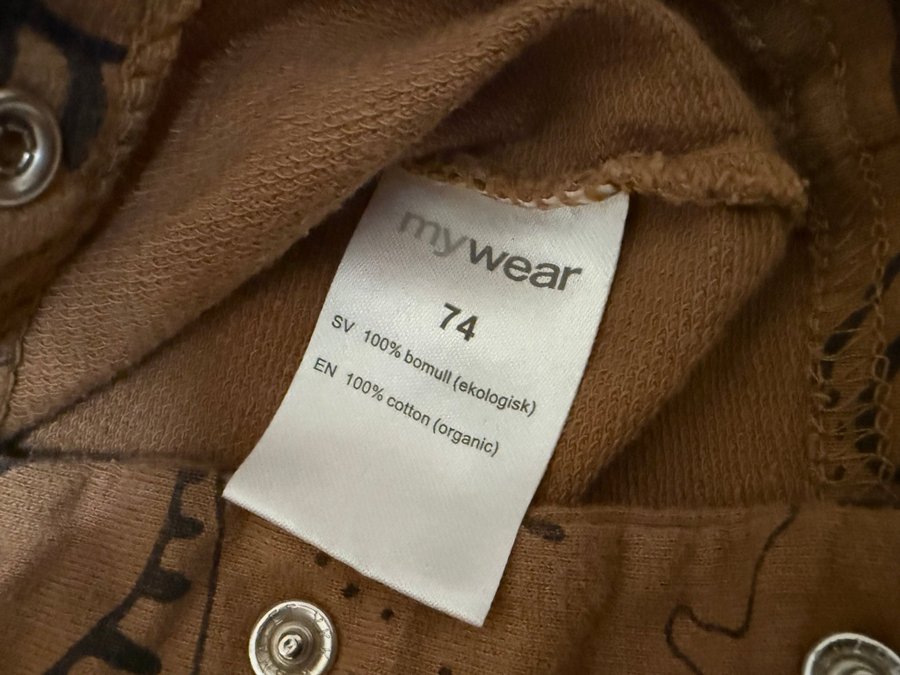 mywear
74
SV 100% bomull (ekologisk)
EN 100% cotton (organic)